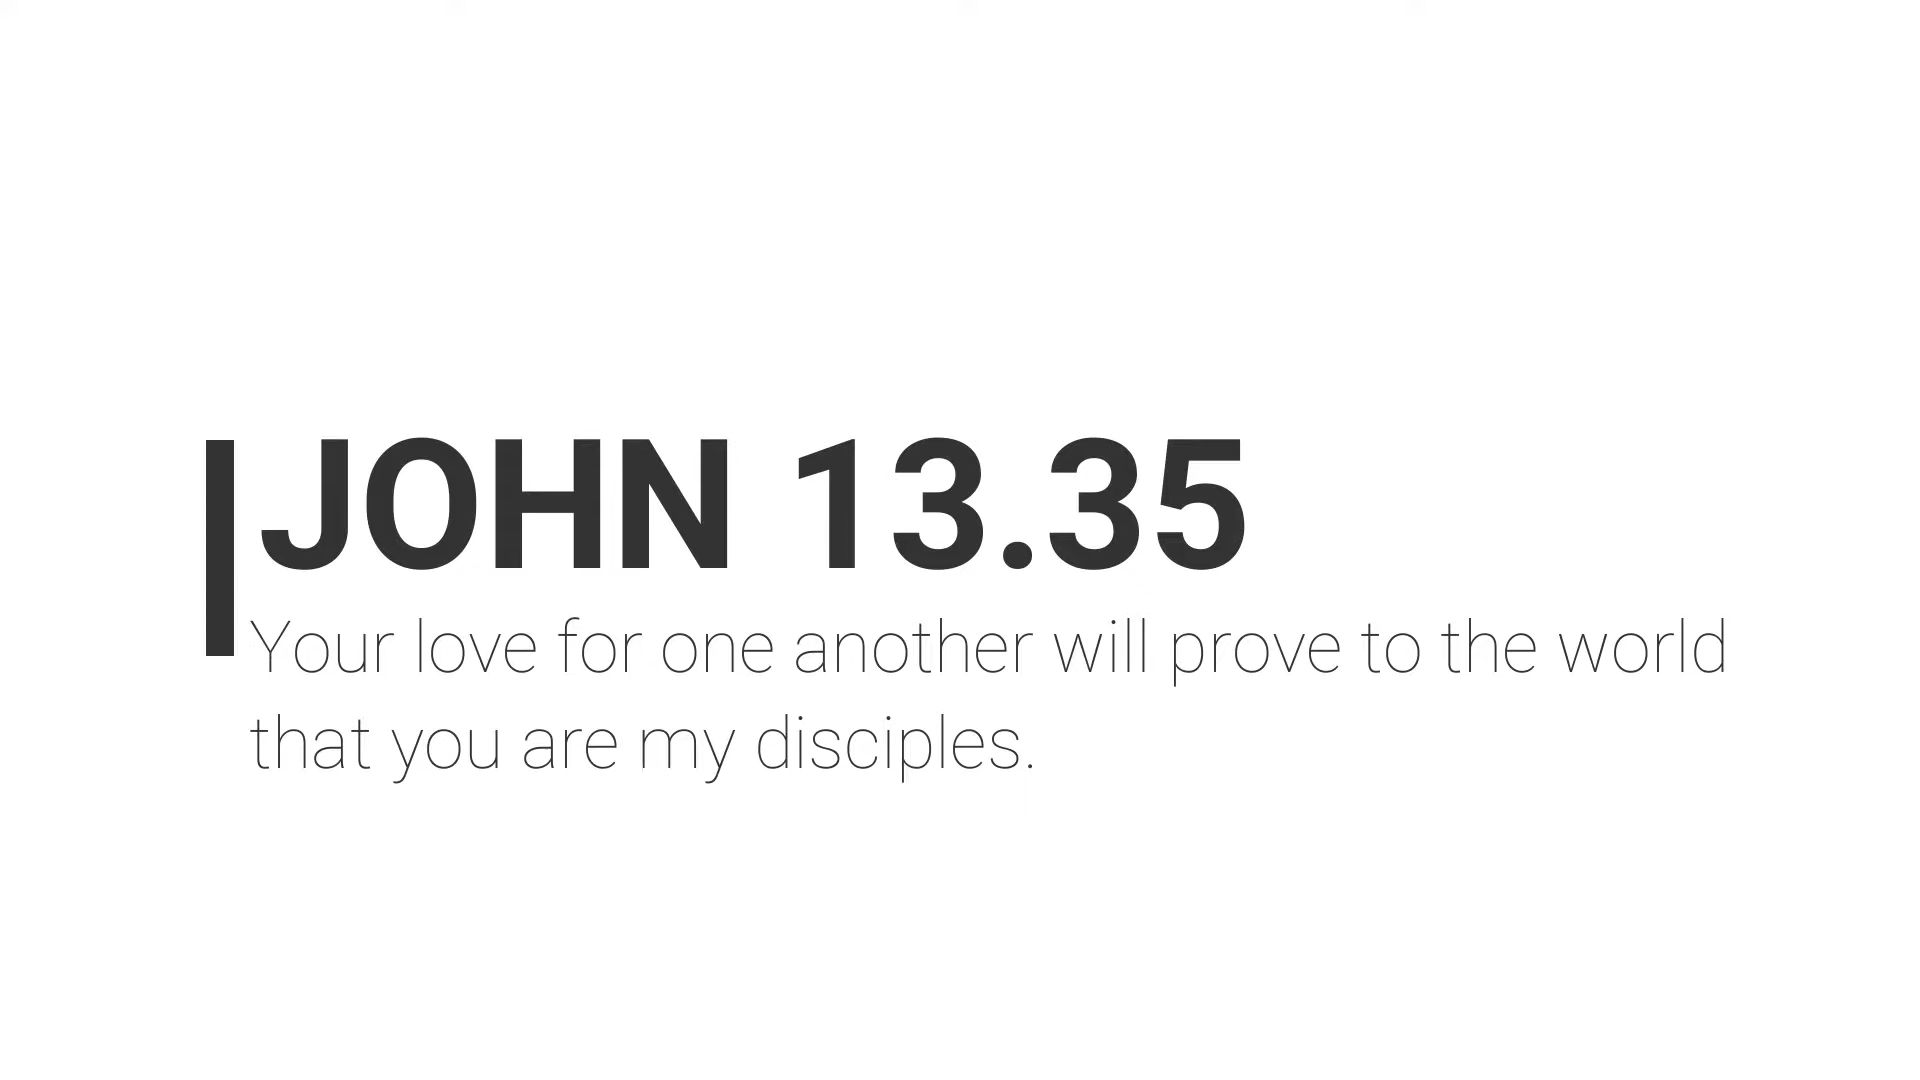 JOHN 13.35
Your love for one another will prove to the world
that you are my disciples.